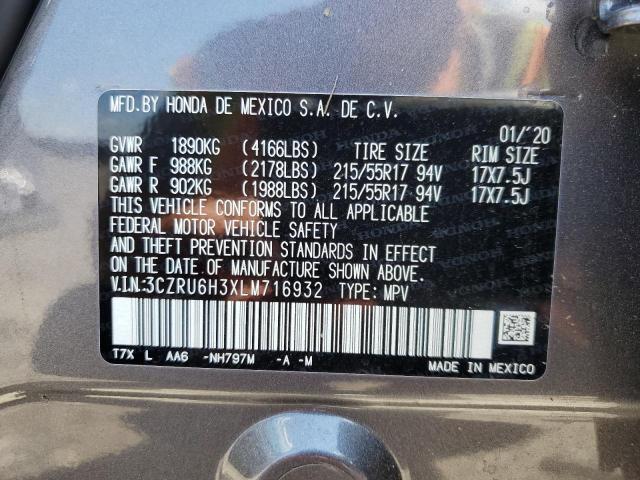 MFD. BY HONDA DE MEXICO S.A. DE C.V.
01/'20
GVWR 1890KG (4166LBS) TIRE SIZE RIM SIZE
GAWR F 988KG (2178LBS) 215/55R17 94V 17X7.5J
GAWR R 902KG (1988LBS) 215/55R17 94V 17X7.5J
THIS VEHICLE CONFORMS TO ALL APPLICABLE
FEDERAL MOTOR VEHICLE SAFETY
AND THEFT PREVENTION STANDARDS IN EFFECT
ON THE DATE OF MANUFACTURE SHOWN ABOVE.
V.I.N.:3CZRU6H3XLM716932 TYPE: MPV
T7X L AA6 -NH797M -A -M
MADE IN MEXICO